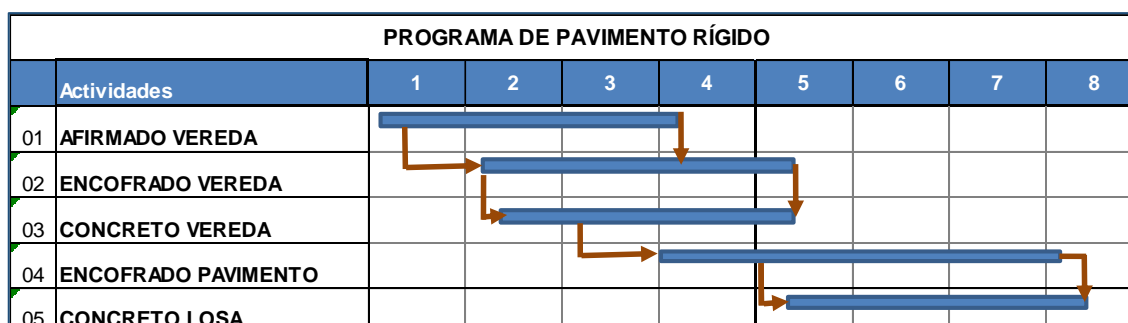 PROGRAMA DE PAVIMENTO RÍGIDO
Actividades 1 2 3 4 5 6 7 8
01 AFIRMADO VEREDA
02 ENCOFRADO VEREDA
03 CONCRETO VEREDA
04 ENCOFRADO PAVIMENTO
05 CONCRETO LOSA